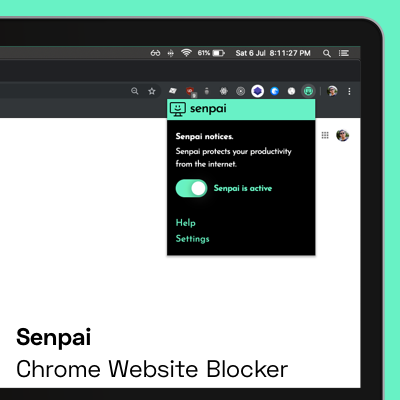 61% Sat 6 Jul 8:11:27 PM
senpai
Senpai notices.
Senpai protects your productivity
from the internet.
Senpai is active
Help
Settings
Senpai
Chrome Website Blocker